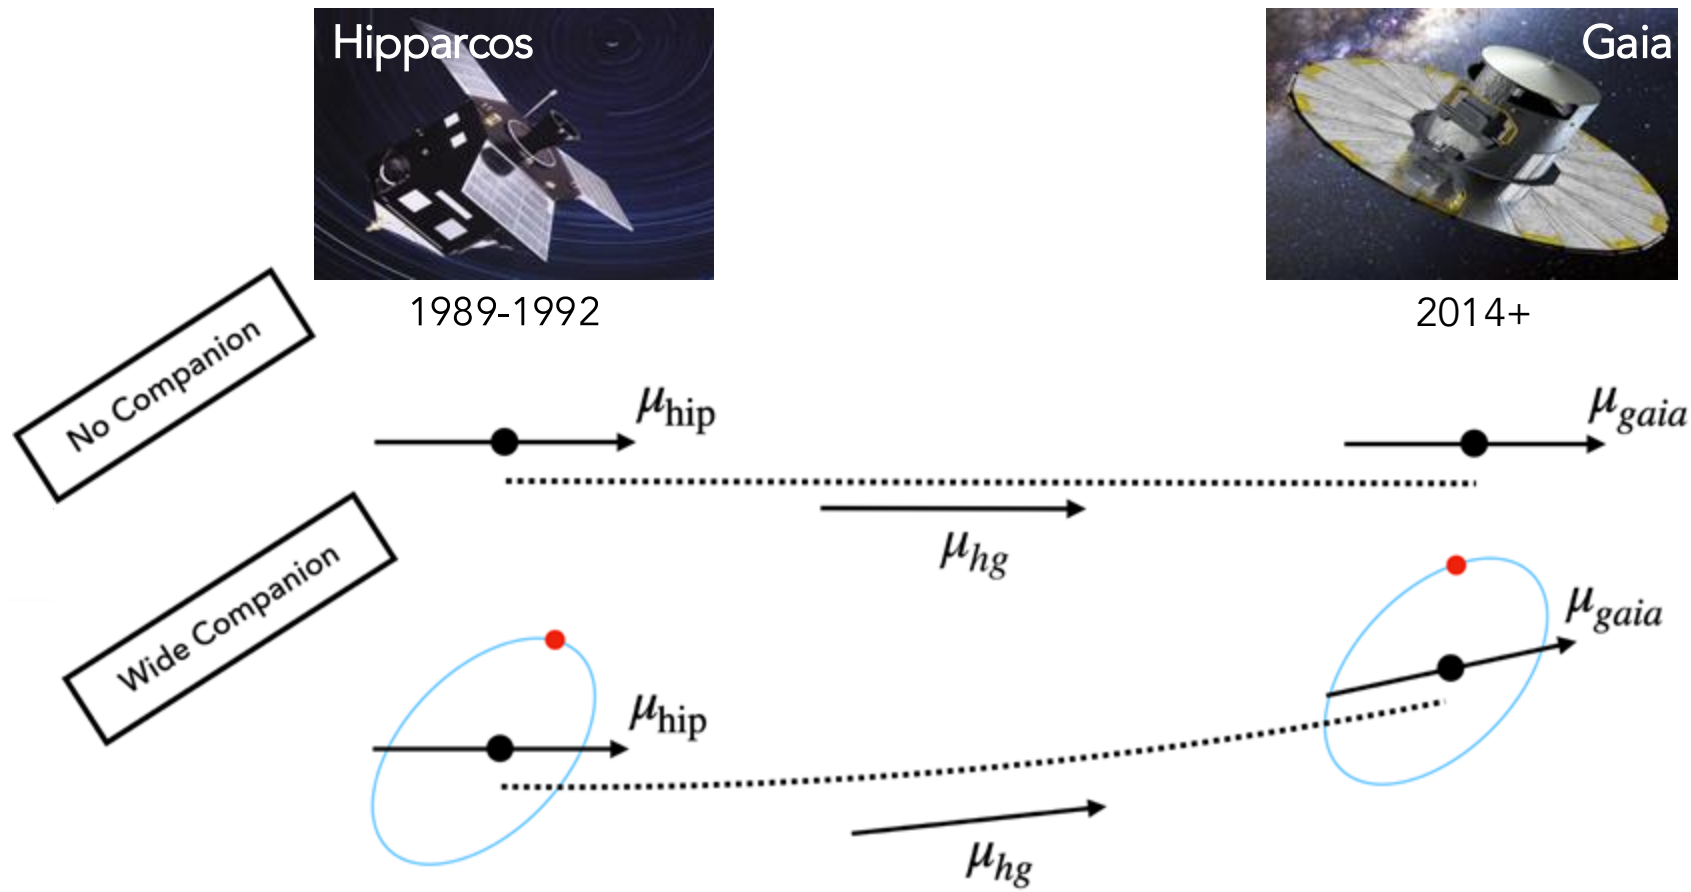 Hipparcos
Gaia
1989-1992
2014+
No Companion
μhip
μgaia
μhg
Wide Companion
μhip
μgaia
μhg